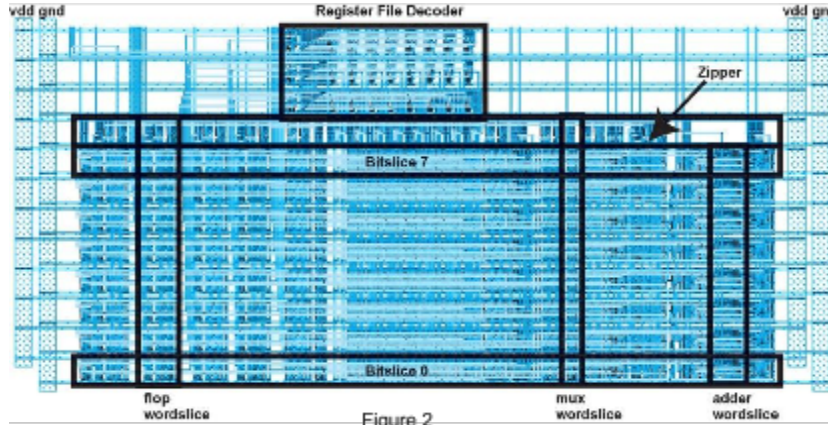 vdd gnd
Register File Decoder
vdd gn
Zipper
Bitslice 7
Bitslice 0
flop
wordslice
mux
wordslice
adder
wordslice
Figure 2